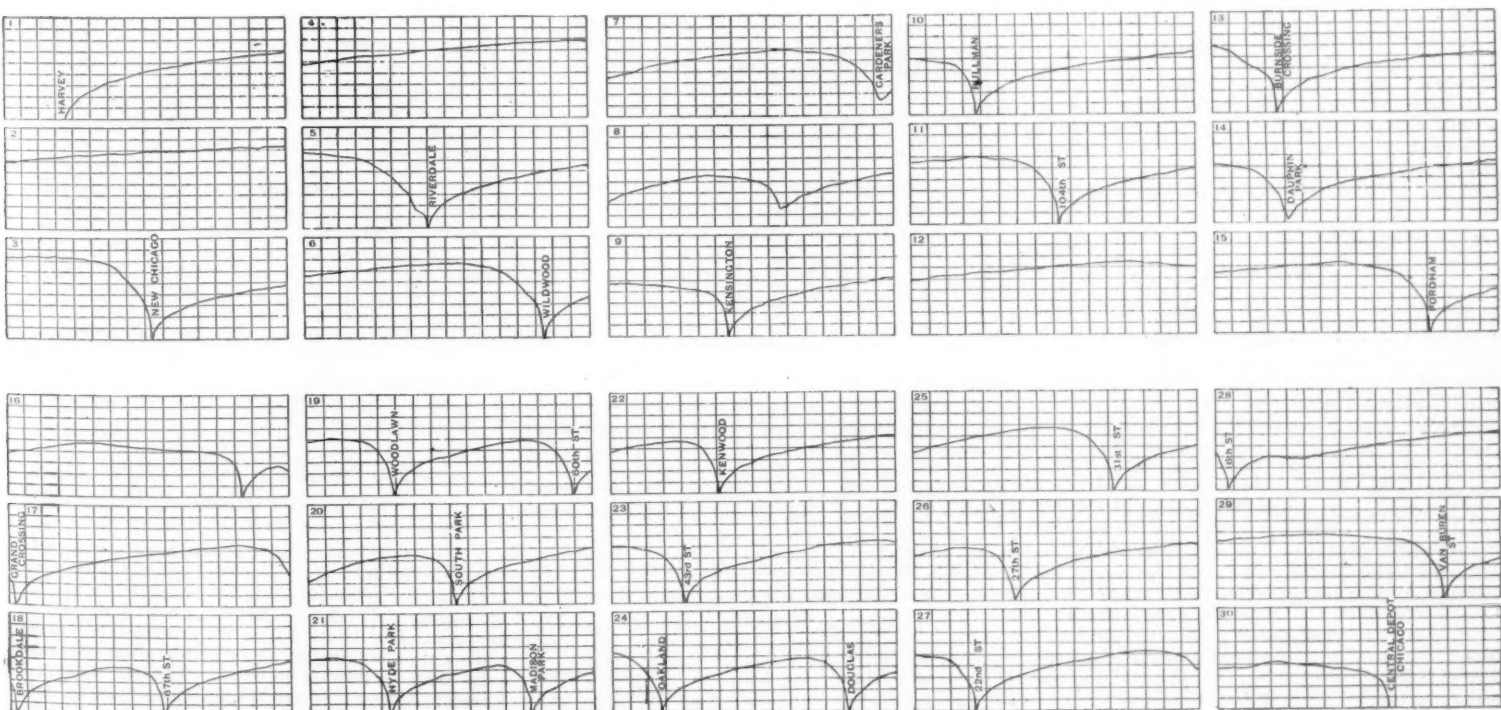 1
HARVEY
2
3
NEW CHICAGO
4
5
RIVERDALE
6
WILDWOOD
7
GARDENERS
PARK
8
9
KENSINGTON
10
PULLMAN
11
104th ST
12
13
BURNSIDE
CROSSING
14
DAUPHIN
PARK
15
FORDHAM
16
17
GRAND
CROSSING
18
BROOKDALE
67th ST
19
WOODLAWN
60th ST
20
SOUTH PARK
21
HYDE PARK
MADISON
PARK
22
KENWOOD
23
43rd ST
24
OAKLAND
DOUGLAS
25
31st ST
26
27th ST
27
22nd ST
28
ST
29
VAN BUREN
ST
30
CENTRAL DEPOT
CHICAGO